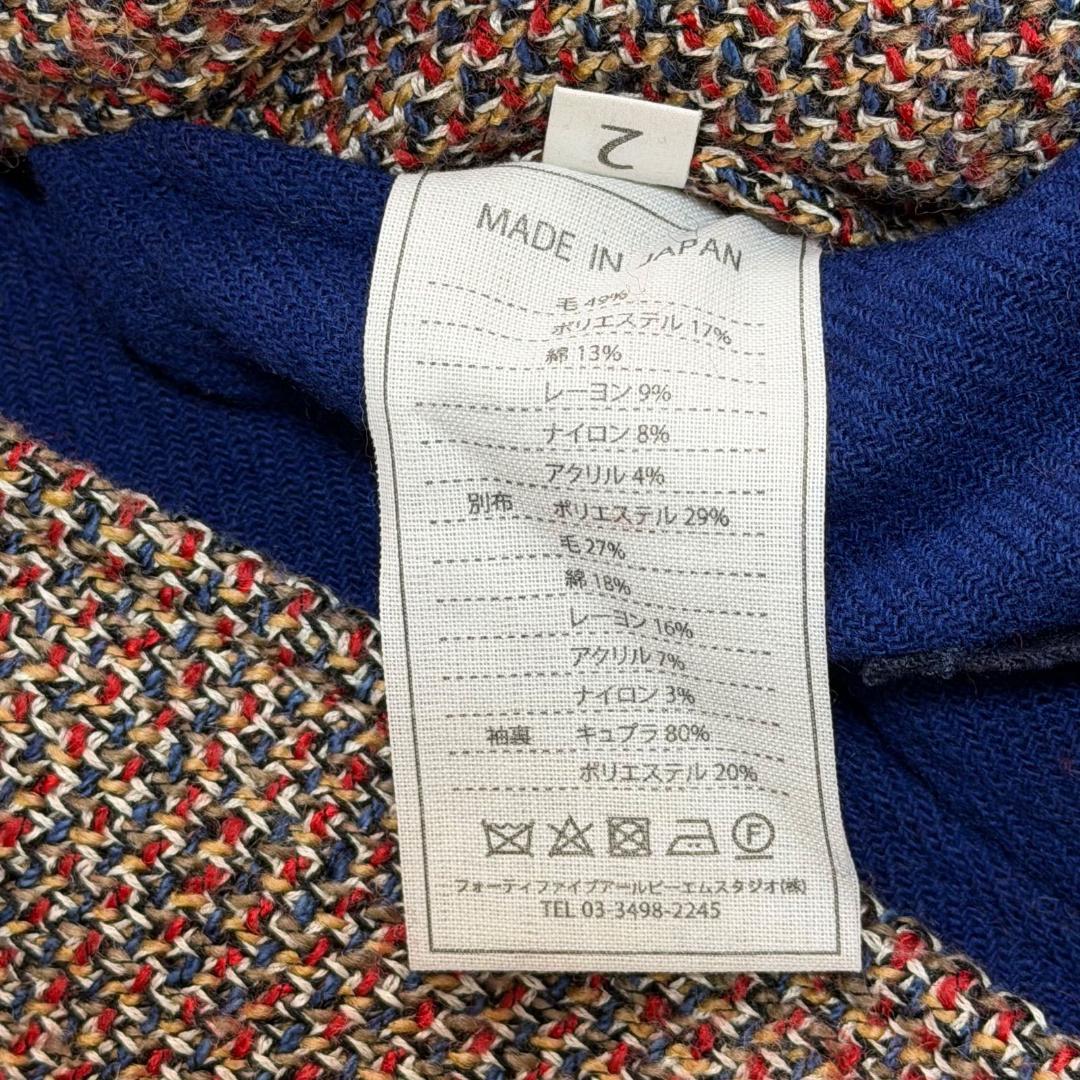 2
MADE IN JAPAN
毛 49%
ポリエステル 17%
綿 13%
レーヨン 9%
ナイロン 8%
アクリル 4%
別布 ポリエステル 29%
毛 27%
綿 18%
レーヨン 16%
アクリル 7%
ナイロン 3%
袖裏 キュプラ 80%
ポリエステル 20%
F
フォーティファイブアールピーエムスタジオ(株)
TEL 03-3498-2245